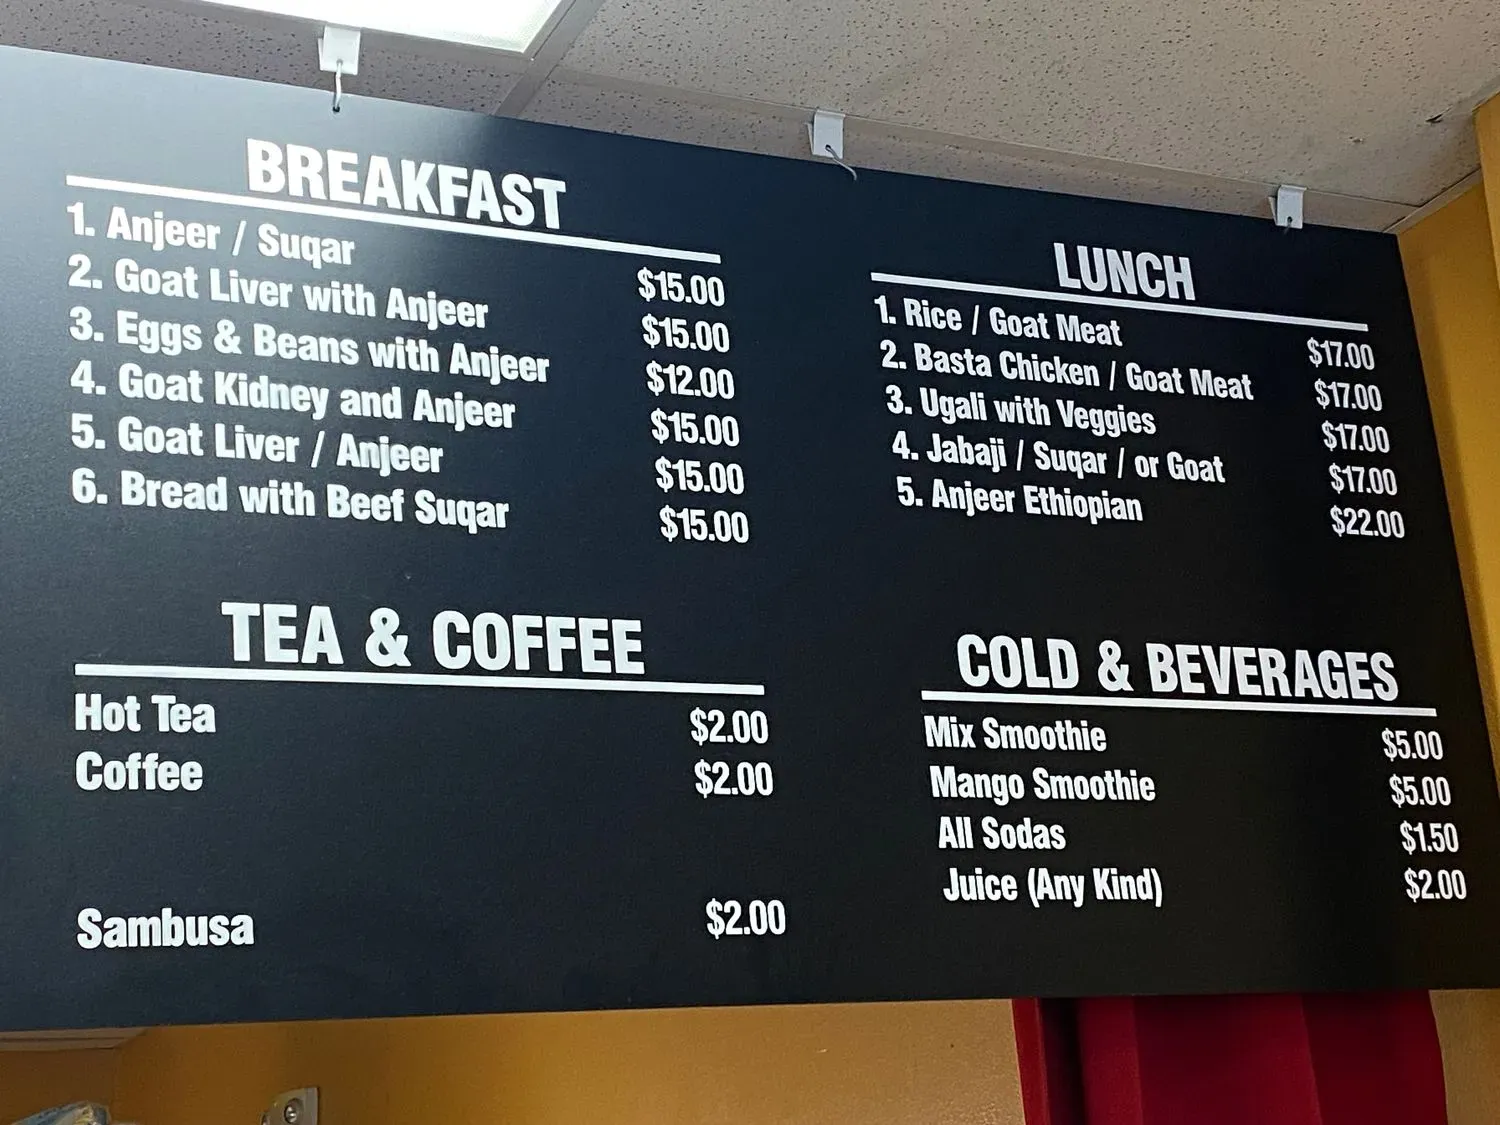 BREAKFAST
1. Anjeer / Suqar $15.00
2. Goat Liver with Anjeer $15.00
3. Eggs & Beans with Anjeer $12.00
4. Goat Kidney and Anjeer $15.00
5. Goat Liver / Anjeer $15.00
6. Bread with Beef Suqar $15.00
TEA & COFFEE
Hot Tea $2.00
Coffee $2.00
Sambusa $2.00
LUNCH
1. Rice / Goat Meat $17.00
2. Basta Chicken / Goat Meat $17.00
3. Ugali with Veggies $17.00
4. Jabaji / Suqar / or Goat $17.00
5. Anjeer Ethiopian $22.00
COLD & BEVERAGES
Mix Smoothie $5.00
Mango Smoothie $5.00
All Sodas $1.50
Juice (Any Kind) $2.00